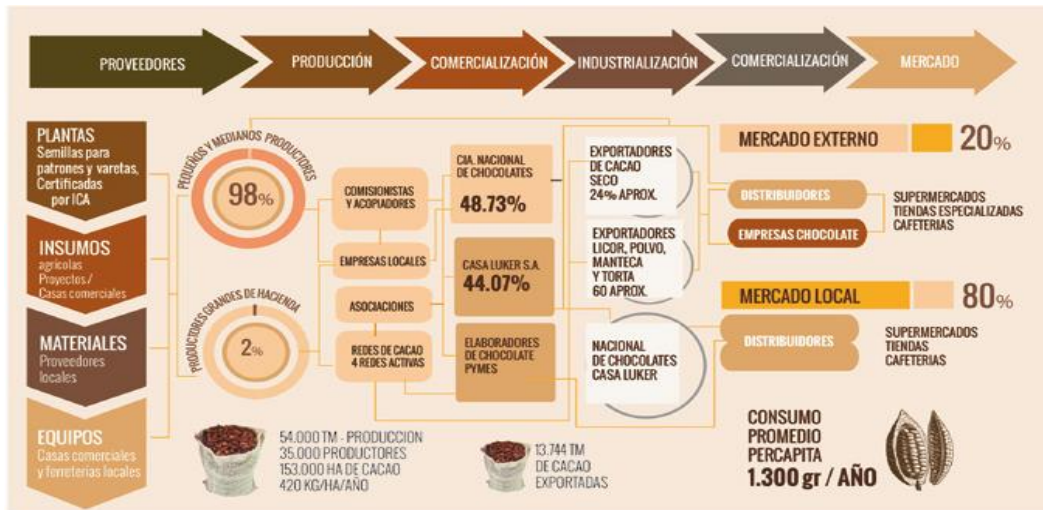 PROVEEDORES
PRODUCCIÓN
COMERCIALIZACIÓN
INDUSTRIALIZACIÓN
COMERCIALIZACIÓN
MERCADO
PLANTAS
Semillas para
patrones y varetas,
Certificadas
por ICA
INSUMOS
agrícolas
Proyectos /
Casas comerciales
MATERIALES
Proveedores
locales
EQUIPOS
Casas comerciales
y ferreterias locales
PEQUEÑOS Y MEDIANOS PRODUCTORES
98%
PRODUCTORES GRANDES DE HACIENDA
2%
COMISIONISTAS
Y ACOPIADORES
EMPRESAS LOCALES
ASOCIACIONES
REDES DE CACAO
4 REDES ACTIVAS
CIA. NACIONAL
DE CHOCOLATES
48.73%
CASA LUKER S.A.
44.07%
ELABORADORES
DE CHOCOLATE
PYMES
EXPORTADORES
DE CACAO
SECO
24% APROX.
EXPORTADORES
LICOR, POLVO,
MANTECA
Y TORTA
60 APROX.
NACIONAL
DE CHOCOLATES
CASA LUKER
MERCADO EXTERNO
20%
DISTRIBUIDORES
EMPRESAS CHOCOLATE
SUPERMERCADOS
TIENDAS ESPECIALIZADAS
CAFETERIAS
MERCADO LOCAL
80%
DISTRIBUIDORES
SUPERMERCADOS
TIENDAS
CAFETERIAS
54.000 TM - PRODUCCION
35.000 PRODUCTORES
153.000 HA DE CACAO
420 KG/HA/AÑO
13.744 TM
DE CACAO
EXPORTADAS
CONSUMO
PROMEDIO
PERCAPITA
1.300 gr / AÑO